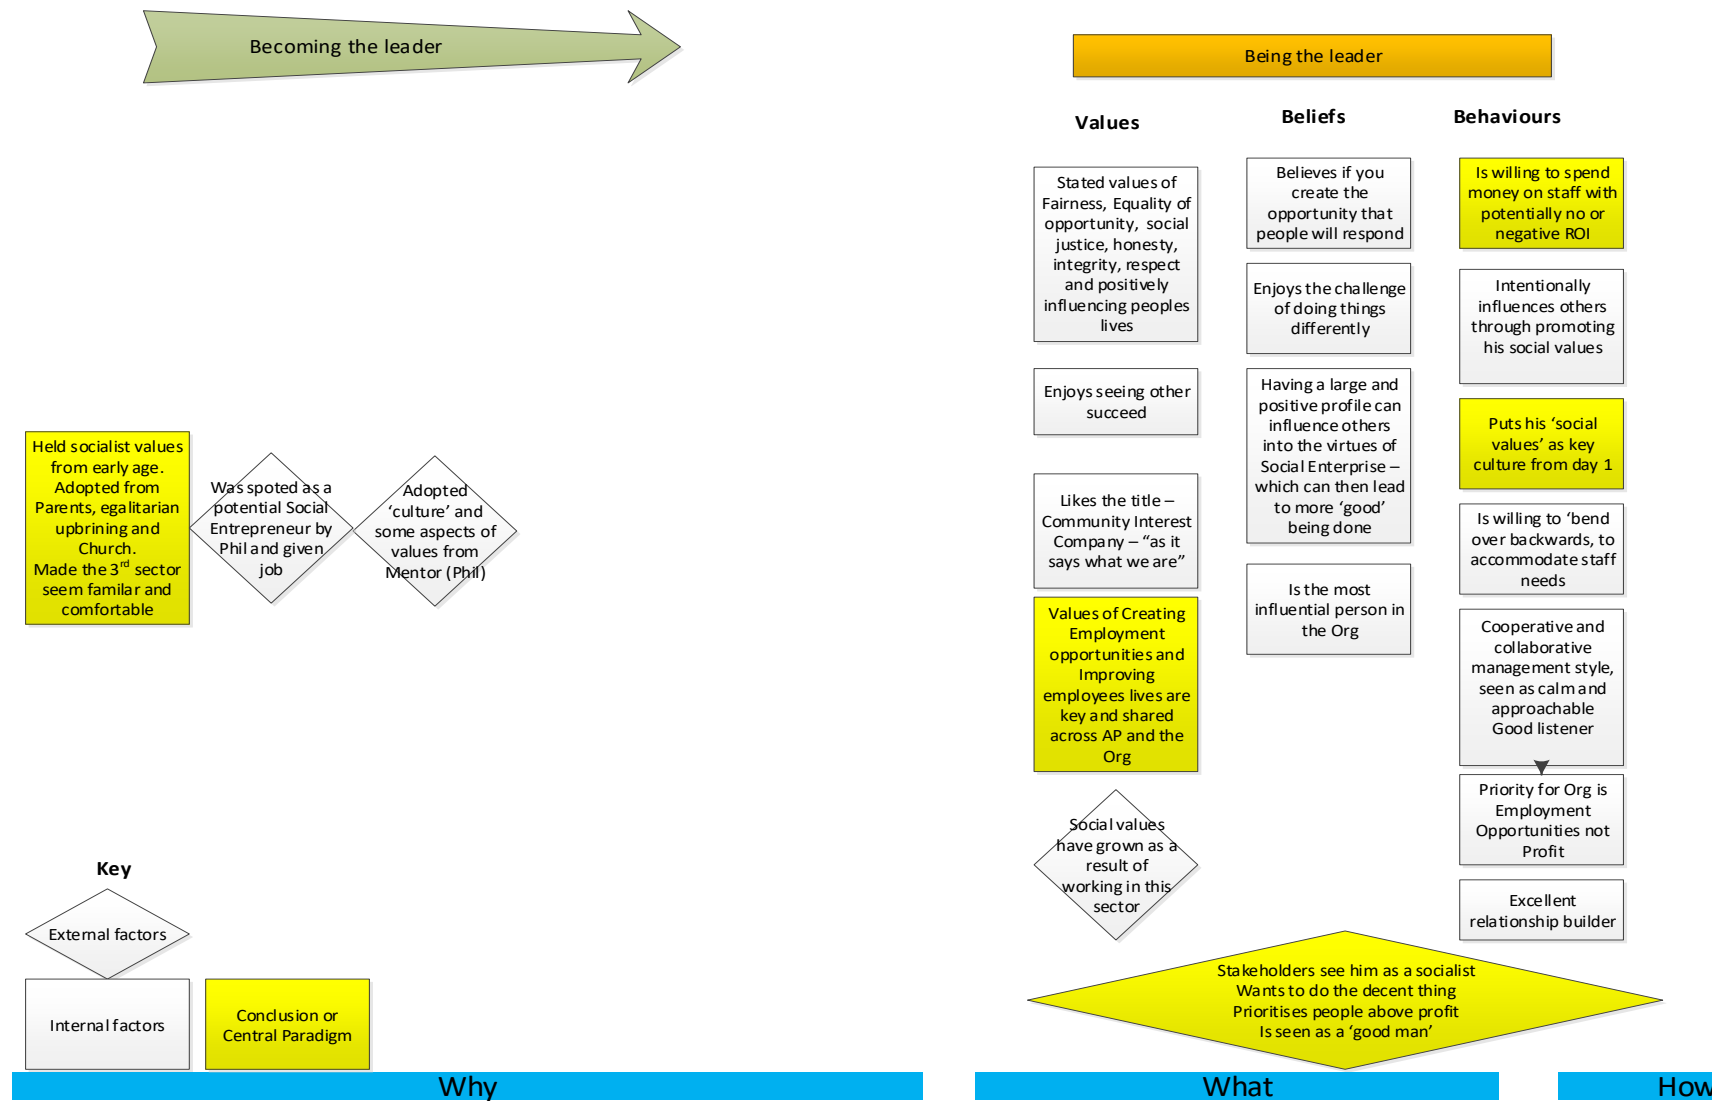 Becoming the leader
Being the leader
Values
Beliefs
Behaviours
Stated values of
Fairness, Equality of
opportunity, social
justice, honesty,
integrity, respect
and positively
influencing peoples
lives
Enjoys seeing other
succeed
Likes the title –
Community Interest
Company – “as it
says what we are”
Values of Creating
Employment
opportunities and
Improving
employees lives are
key and shared
across AP and the
Org
Social values
have grown as a
result of
working in this
sector
Believes if you
create the
opportunity that
people will respond
Enjoys the challenge
of doing things
differently
Having a large and
positive profile can
influence others
into the virtues of
Social Enterprise –
which can then lead
to more ‘good’
being done
Is the most
influential person in
the Org
Is willing to spend
money on staff with
potentially no or
negative ROI
Intentionally
influences others
through promoting
his social values
Puts his ‘social
values’ as key
culture from day 1
Is willing to ‘bend
over backwards, to
accommodate staff
needs
Cooperative and
collaborative
management style,
seen as calm and
approachable
Good listener
Priority for Org is
Employment
Opportunities not
Profit
Excellent
relationship builder
Held socialist values
from early age.
Adopted from
Parents, egalitarian
upbrining and
Church.
Made the 3rd sector
seem familar and
comfortable
Was spotted as a
potential Social
Entrepreneur by
Phil and given
job
Adopted
‘culture’ and
some aspects of
values from
Mentor (Phil)
Key
External factors
Internal factors
Conclusion or
Central Paradigm
Stakeholders see him as a socialist
Wants to do the decent thing
Prioritises people above profit
Is seen as a ‘good man’
Why
What
How